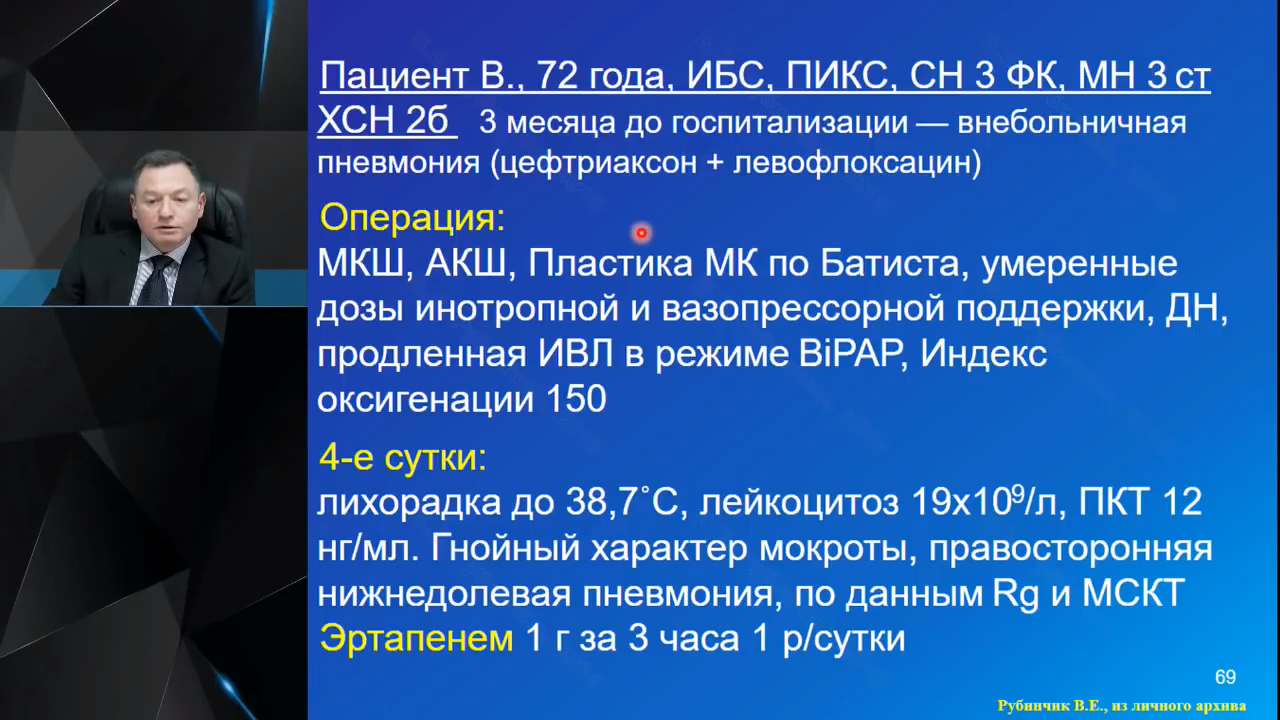 Пациент В., 72 года, ИБС, ПИКС, СН 3 ФК, МН 3 ст
ХСН 2б 3 месяца до госпитализации — внебольничная
пневмония (цефтриаксон + левофлоксацин)
Операция:
МКШ, АКШ, Пластика МК по Батиста, умеренные
дозы инотропной и вазопрессорной поддержки, ДН,
продленная ИВЛ в режиме BiPAP, Индекс
оксигенации 150
4-е сутки:
лихорадка до 38,7˚С, лейкоцитоз 19х10⁹/л, ПКТ 12
нг/мл. Гнойный характер мокроты, правосторонняя
нижнедолевая пневмония, по данным Rg и МСКТ
Эртапенем 1 г за 3 часа 1 р/сутки
69
Рубинчик В.Е., из личного архива